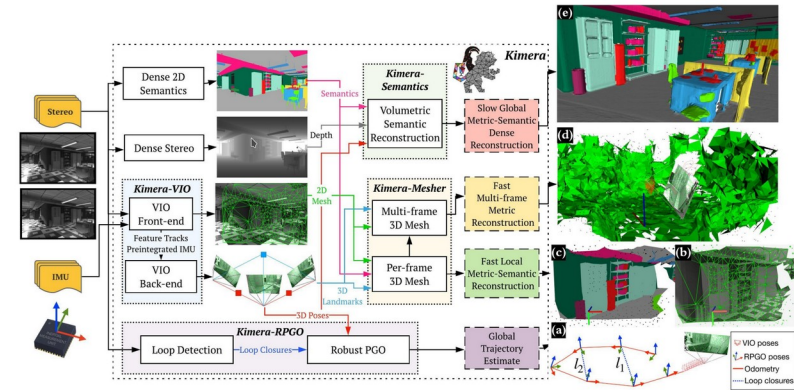 Kimera
(e)
Stereo
Dense 2D
Semantics
Semantics
Kimera-
Semantics
Volumetric
Semantic
Reconstruction
Slow Global
Metric-Semantic
Dense
Reconstruction
Dense Stereo
Depth
(d)
Kimera-VIO
VIO
Front-end
Feature Tracks
Preintegrated IMU
VIO
Back-end
2D
Mesh
Kimera-Mesher
Multi-frame
3D Mesh
Per-frame
3D Mesh
Fast
Multi-frame
Metric
Reconstruction
Fast Local
Metric-Semantic
Reconstruction
(c)
(b)
IMU
3D
Landmarks
3D Poses
Kimera-RPGO
Loop Detection
Loop Closures
Robust PGO
Global
Trajectory
Estimate
(a)
l2
l1
VIO poses
RPGO poses
Odometry
Loop closures